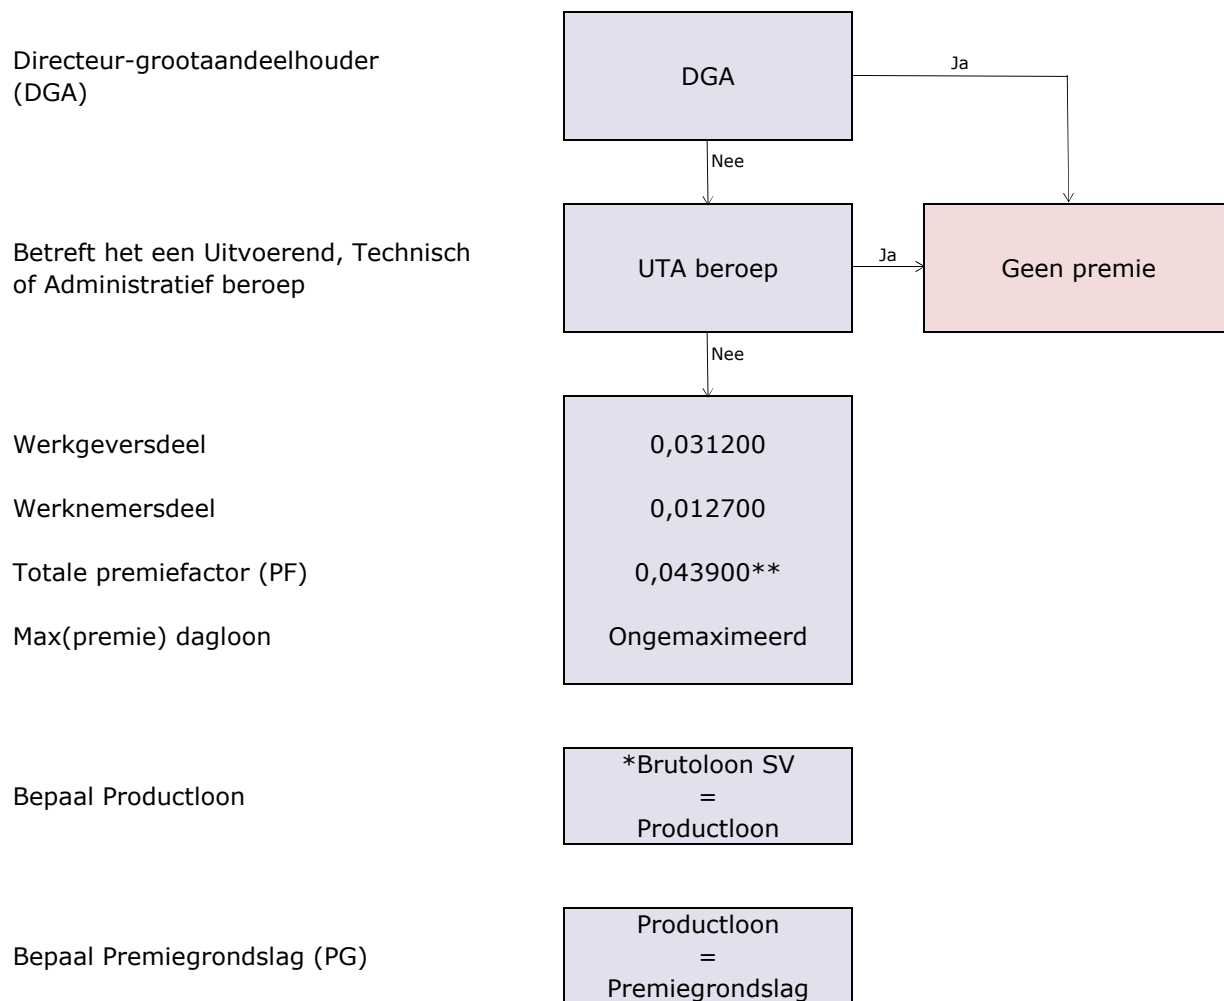 Directeur-grootaandeelhouder
(DGA)
DGA
Ja
Nee
Betreft het een Uitvoerend, Technisch
of Administratief beroep
UTA beroep
Ja
Geen premie
Nee
Werkgeversdeel
0,031200
Werknemersdeel
0,012700
Totale premiefactor (PF)
0,043900**
Max(premie) dagloon
Ongemaximeerd
Bepaal Productloon
*Brutoloon SV
=
Productloon
Bepaal Premiegrondslag (PG)
Productloon
=
Premiegrondslag